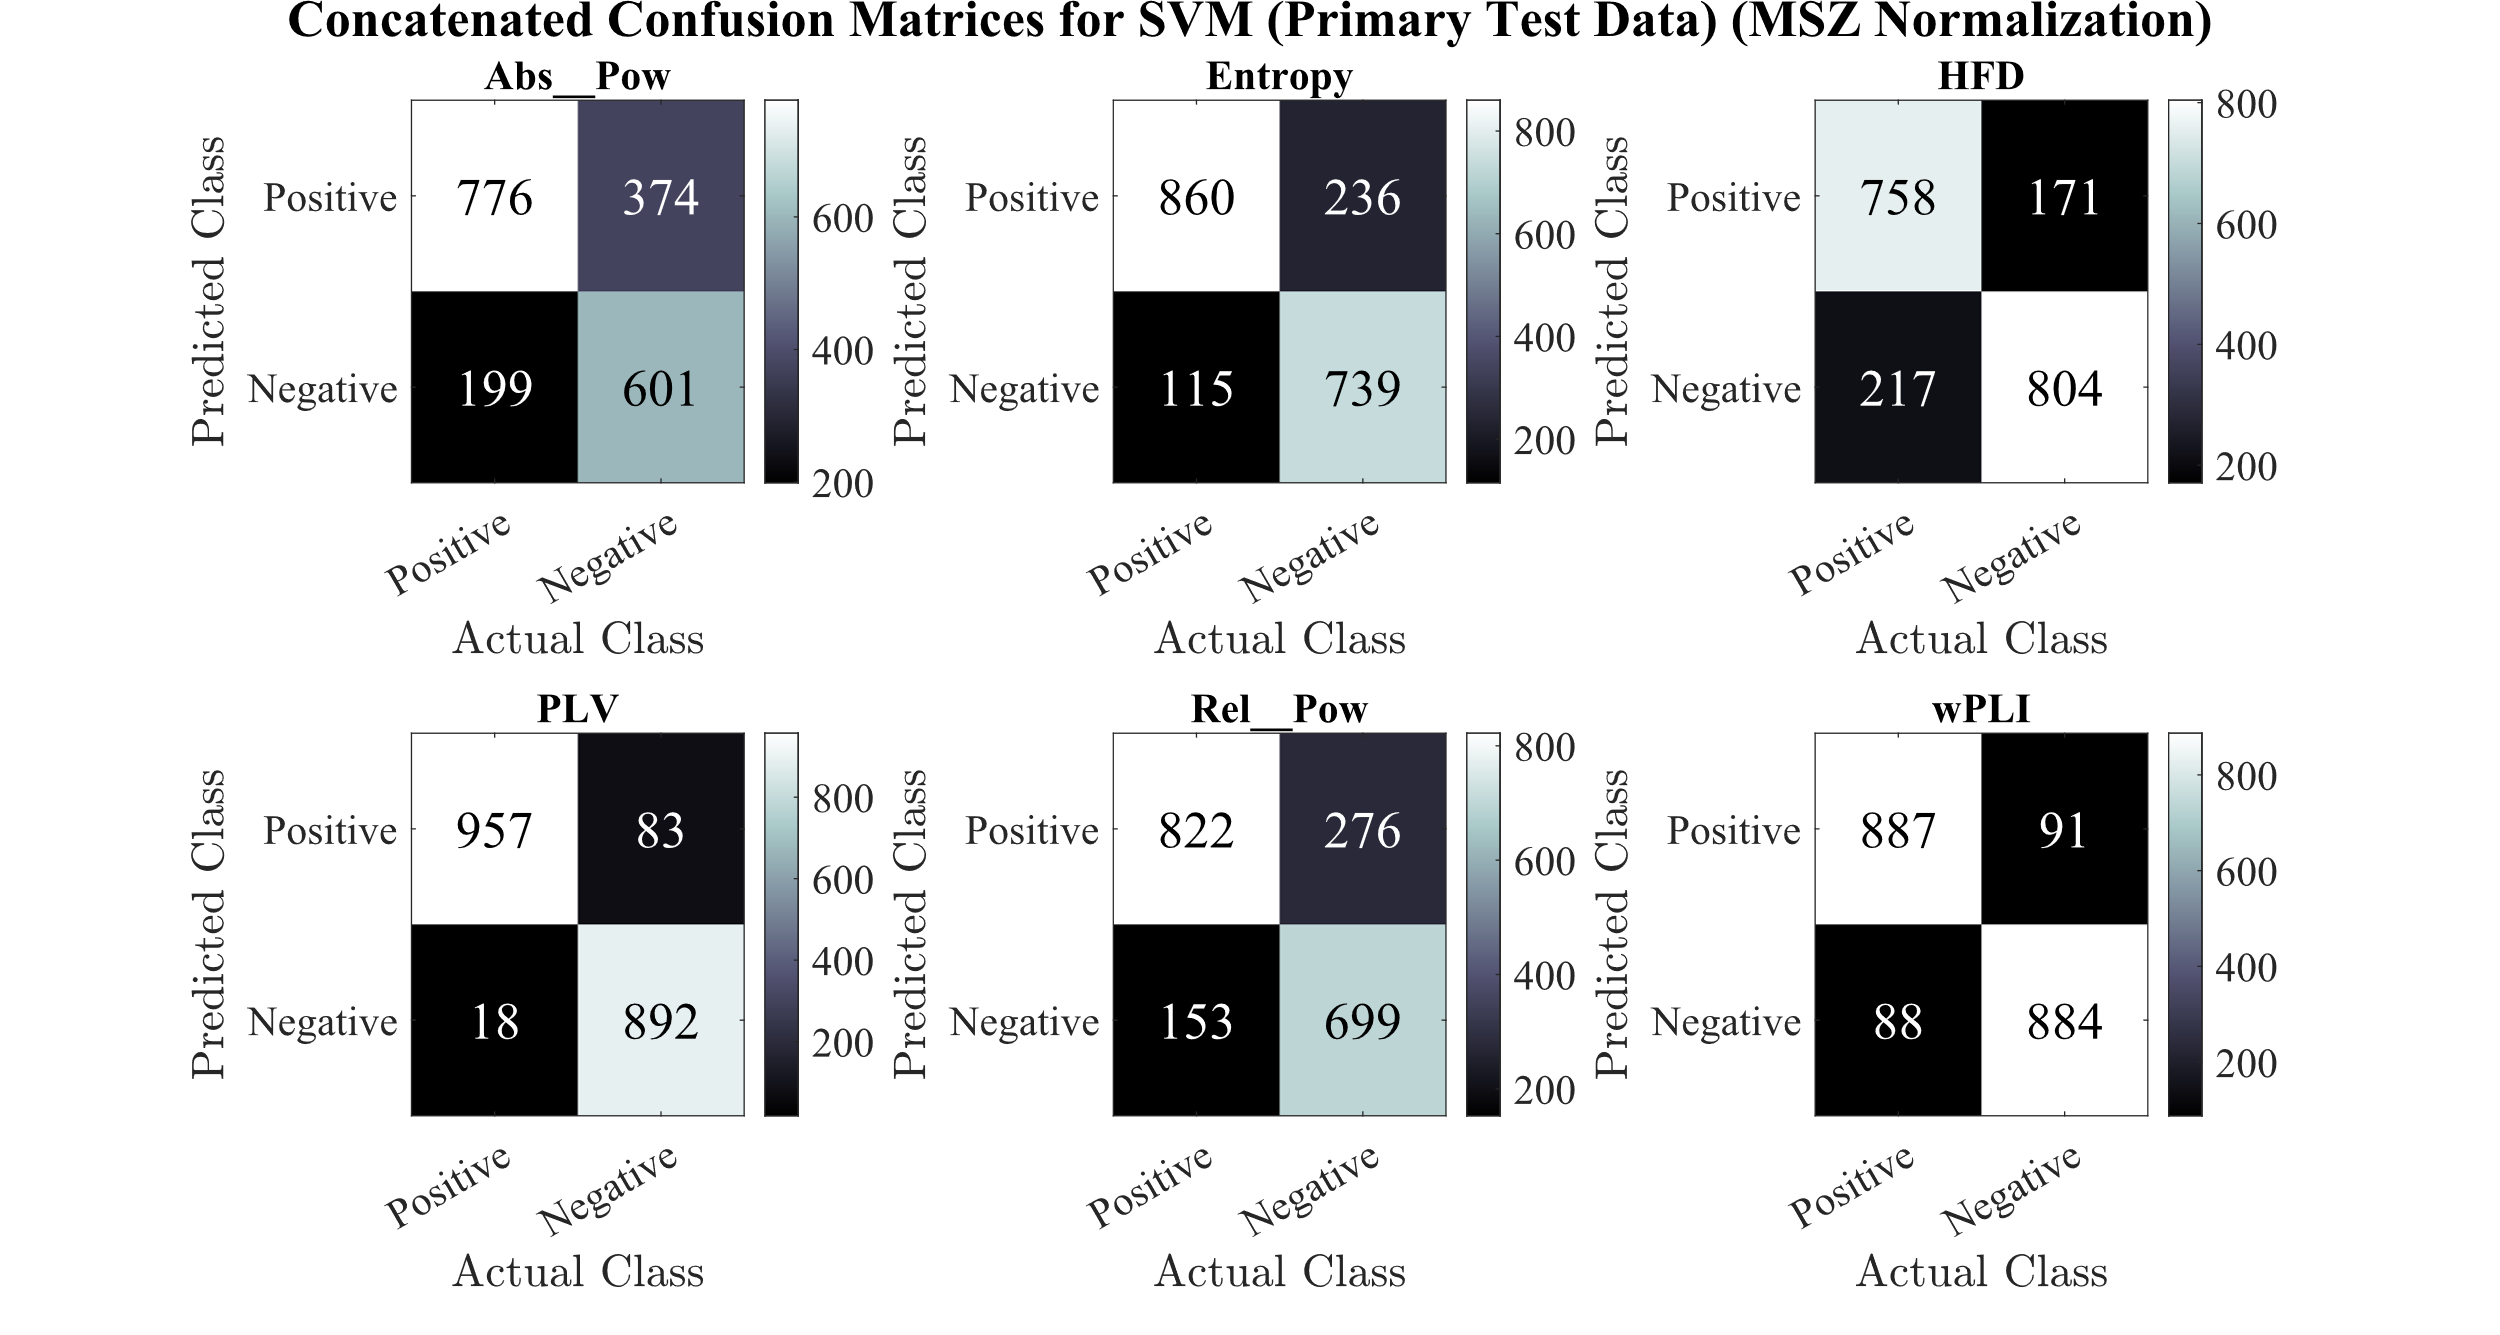 Concatenated Confusion Matrices for SVM (Primary Test Data) (MSZ Normalization)
Abs__Pow
Predicted Class
Positive
Negative
776
374
199
601
600
400
200
Positive
Negative
Actual Class
Entropy
Predicted Class
Positive
Negative
860
236
115
739
800
600
400
200
Positive
Negative
Actual Class
HFD
Predicted Class
Positive
Negative
758
171
217
804
800
600
400
200
Positive
Negative
Actual Class
PLV
Predicted Class
Positive
Negative
957
83
18
892
800
600
400
200
Positive
Negative
Actual Class
Rel__Pow
Predicted Class
Positive
Negative
822
276
153
699
800
600
400
200
Positive
Negative
Actual Class
wPLI
Predicted Class
Positive
Negative
887
91
88
884
800
600
400
200
Positive
Negative
Actual Class